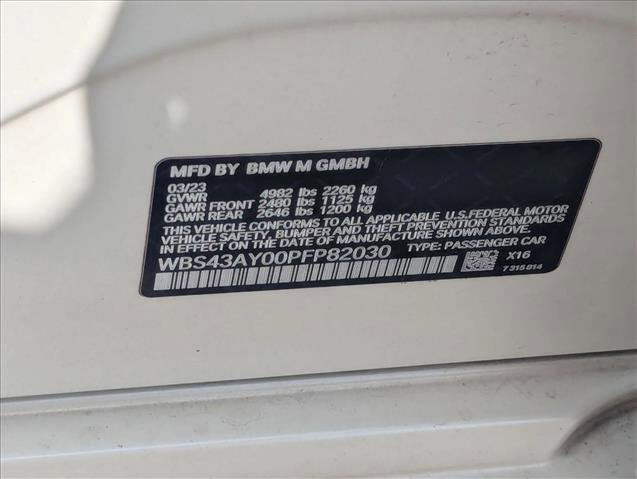 MFD BY BMW M GMBH
03/23
GVWR 4982 lbs 2260 kg
GAWR FRONT 2480 lbs 1125 kg
GAWR REAR 2646 lbs 1200 kg
THIS VEHICLE CONFORMS TO ALL APPLICABLE U.S.FEDERAL MOTOR
VEHICLE SAFETY, BUMPER AND THEFT PREVENTION STANDARDS
IN EFFECT ON THE DATE OF MANUFACTURE SHOWN ABOVE.
WBS43AY00PFP82030 TYPE: PASSENGER CAR
X16
7 315 814